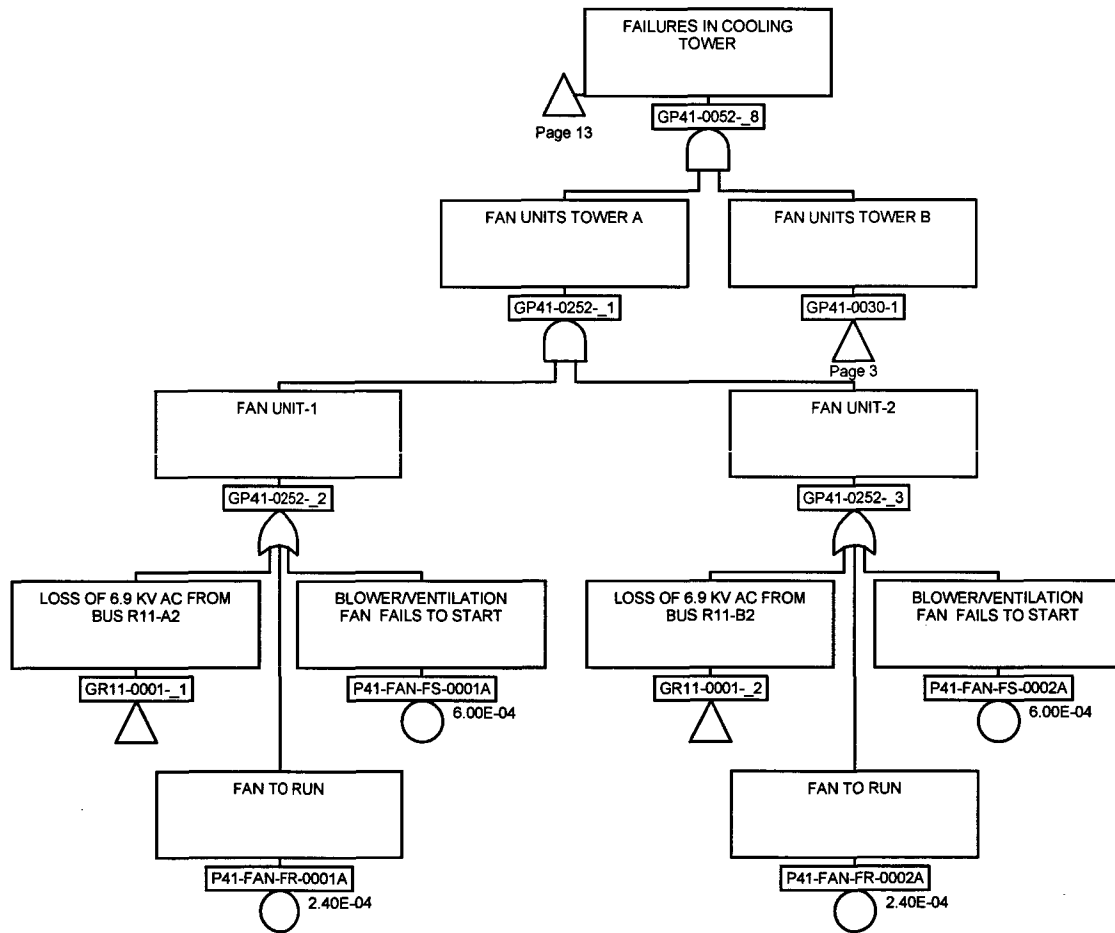 FAILURES IN COOLING
TOWER
Page 13
GP41-0052-_8
FAN UNITS TOWER A
FAN UNITS TOWER B
GP41-0252-_1
GP41-0030-1
Page 3
FAN UNIT-1
FAN UNIT-2
GP41-0252-_2
GP41-0252-_3
LOSS OF 6.9 KV AC FROM
BUS R11-A2
BLOWER/VENTILATION
FAN FAILS TO START
LOSS OF 6.9 KV AC FROM
BUS R11-B2
BLOWER/VENTILATION
FAN FAILS TO START
GR11-0001-_1
P41-FAN-FS-0001A
6.00E-04
GR11-0001-_2
P41-FAN-FS-0002A
6.00E-04
FAN TO RUN
FAN TO RUN
P41-FAN-FR-0001A
2.40E-04
P41-FAN-FR-0002A
2.40E-04